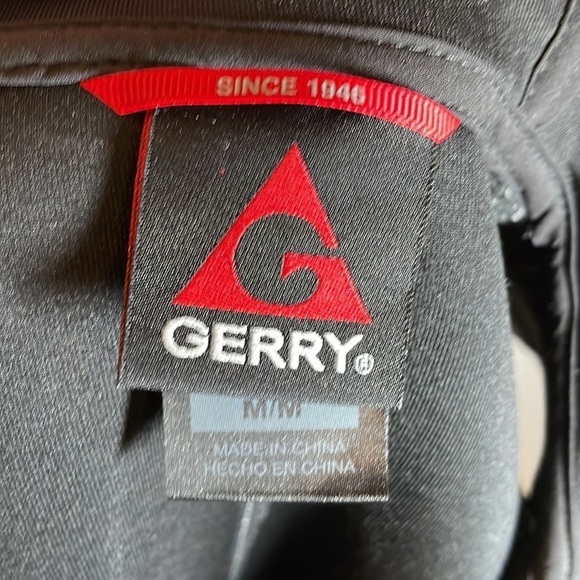 SINCE 1946
G
GERRY®
M/M
MADE IN CHINA
HECHO EN CHINA